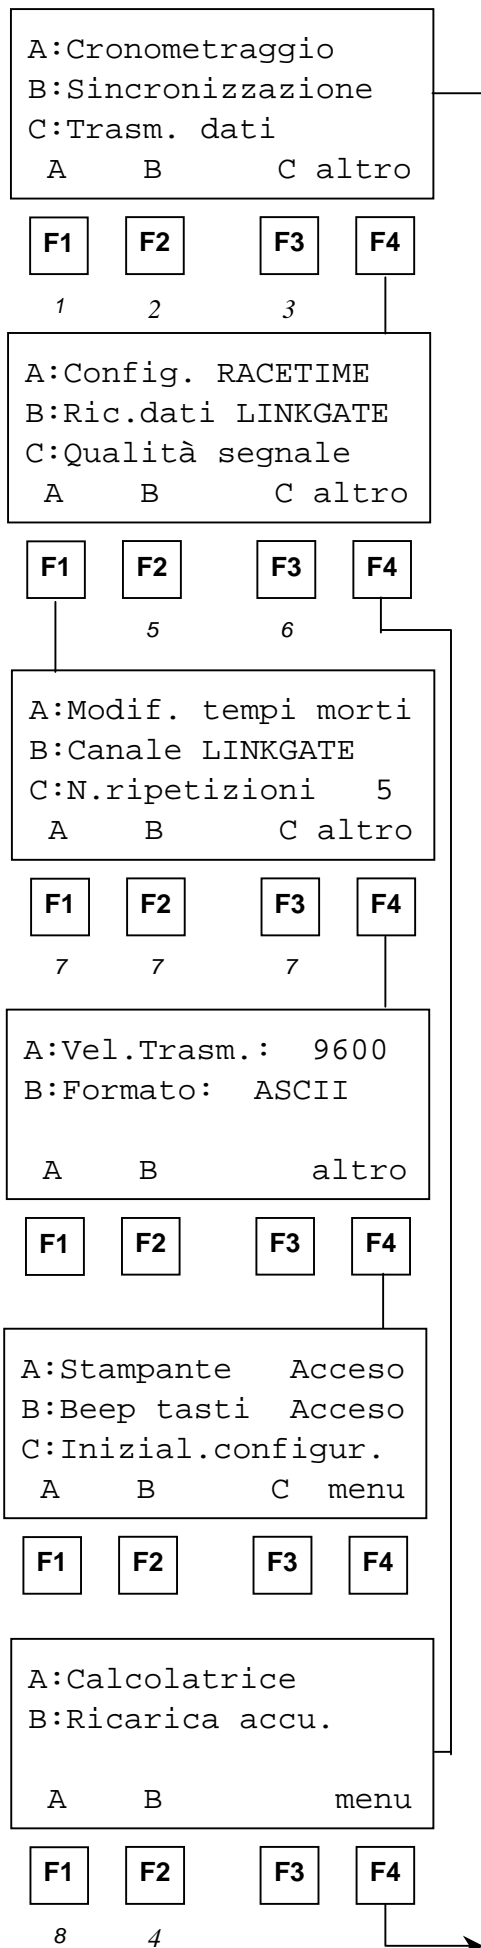 A:Cronometraggio
B:Sincronizzazione
C:Trasm. dati
A B C altro
F1 F2 F3 F4
1 2 3
A:Config. RACETIME
B:Ric.dati LINKGATE
C:Qualità segnale
A B C altro
F1 F2 F3 F4
5 6
A:Modif. tempi morti
B:Canale LINKGATE
C:N.ripetizioni 5
A B C altro
F1 F2 F3 F4
7 7 7
A:Vel.Trasm.: 9600
B:Formato: ASCII
A B altro
F1 F2 F3 F4
A:Stampante Acceso
B:Beep tasti Acceso
C:Inizial.configur.
A B C menu
F1 F2 F3 F4
A:Calcolatrice
B:Ricarica accu.
A B menu
F1 F2 F3 F4
8 4